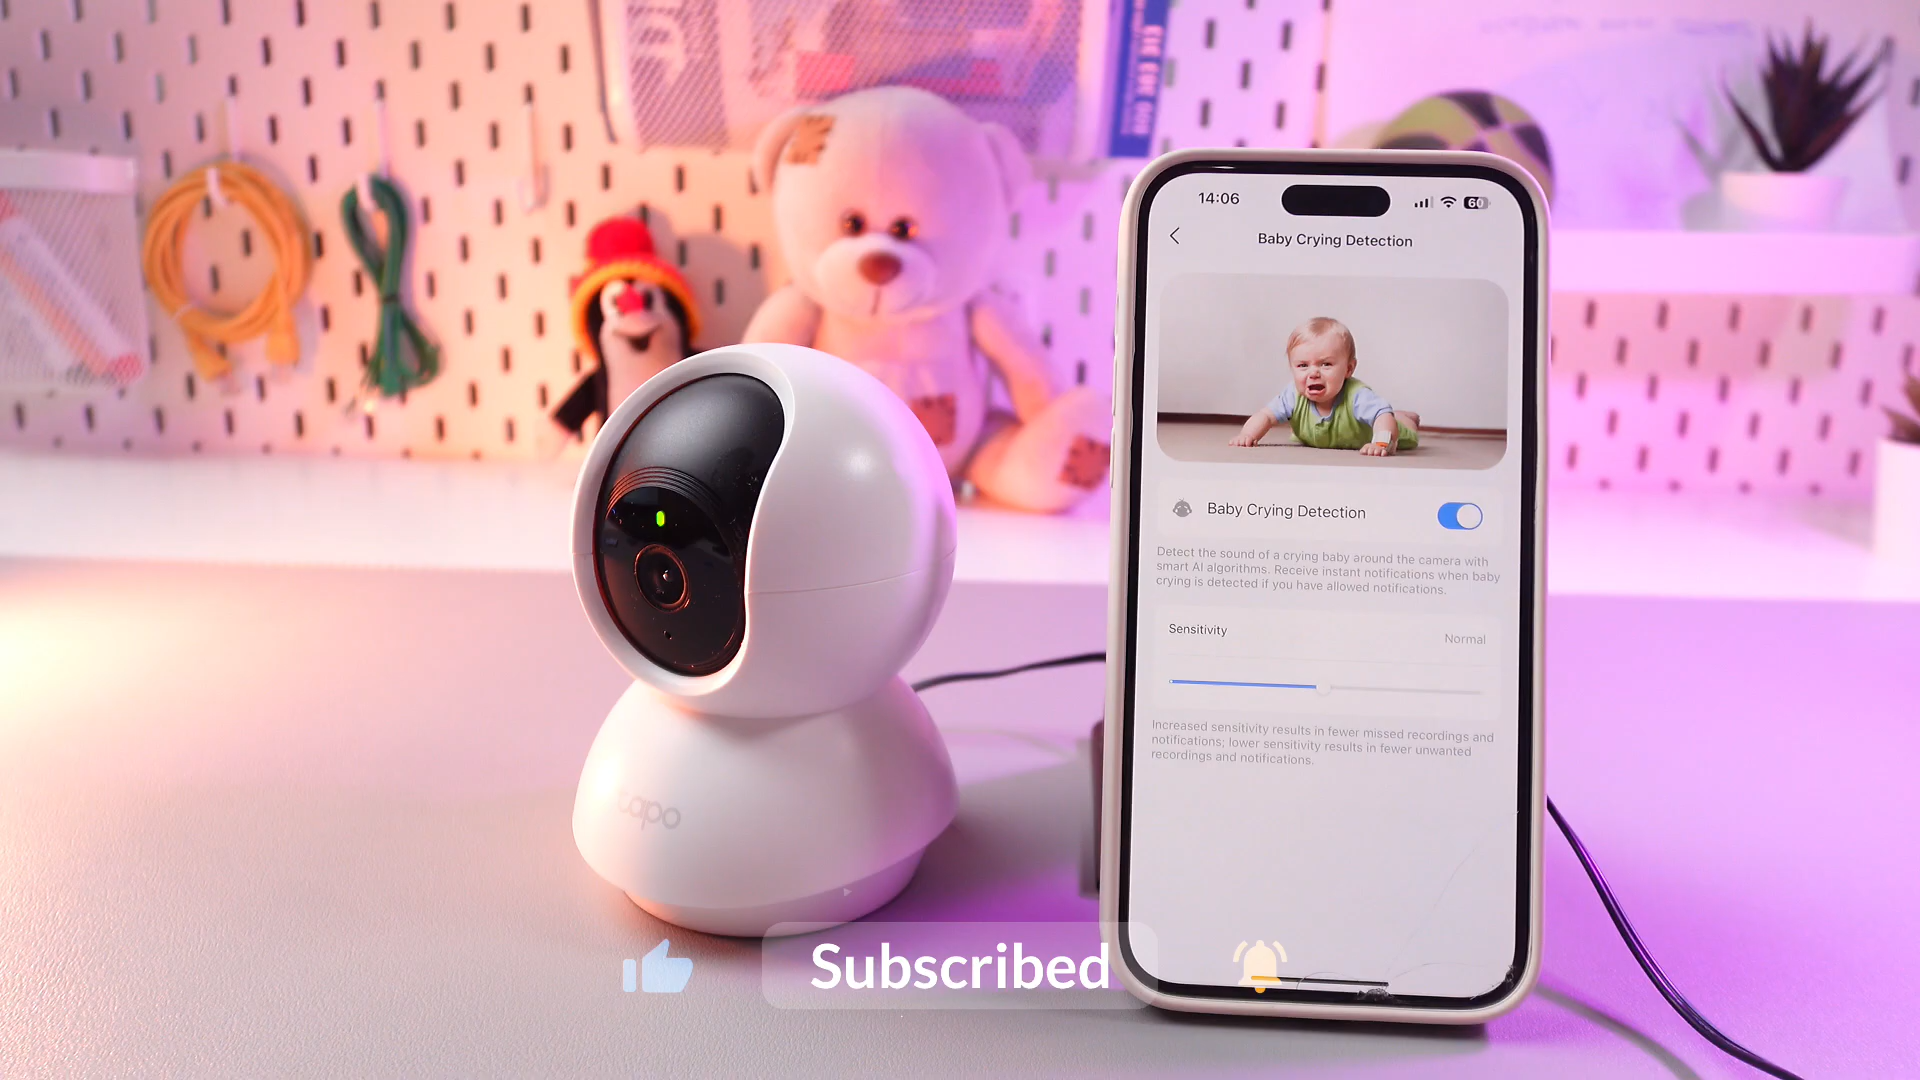 14:06
60
Baby Crying Detection
Baby Crying Detection
Detect the sound of a crying baby around the camera with
smart AI algorithms. Receive instant notifications when baby
crying is detected if you have allowed notifications.
Sensitivity
Normal
Increased sensitivity results in fewer missed recordings and
notifications; lower sensitivity results in fewer unwanted
recordings and notifications.
tapo
Subscribed